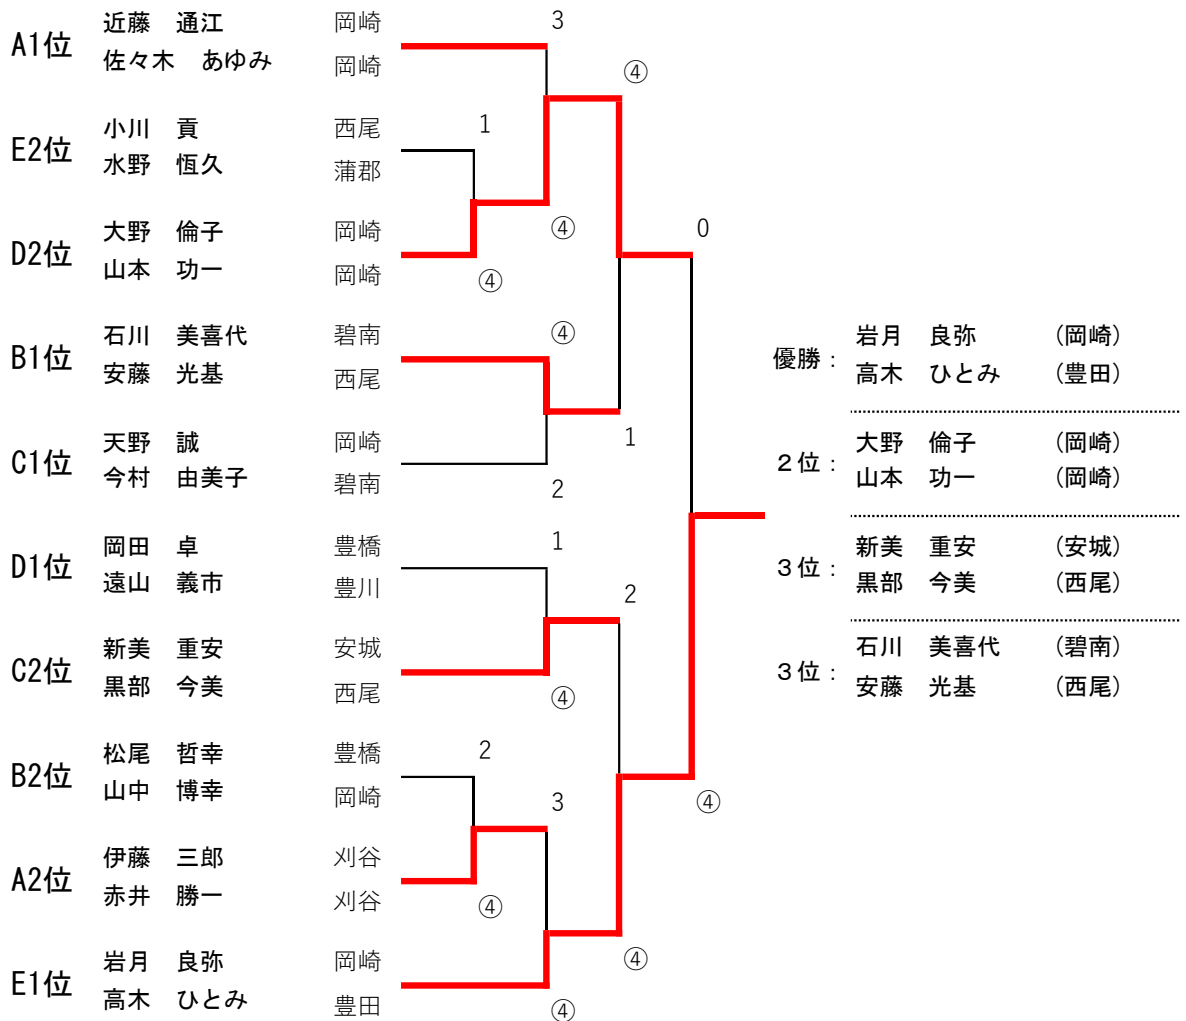 A1位 近藤　通江 岡崎 3
佐々木　あゆみ 岡崎
④
E2位 小川　貢 西尾 1
水野　恒久 蒲郡
D2位 大野　倫子 岡崎 ④ 0
山本　功一 岡崎 ④
B1位 石川　美喜代 碧南 ④
安藤　光基 西尾
C1位 天野　誠 岡崎 1
今村　由美子 碧南 2
D1位 岡田　卓 豊橋 1
遠山　義市 豊川 2
C2位 新美　重安 安城
黒部　今美 西尾 ④
B2位 松尾　哲幸 豊橋 2
山中　博幸 岡崎 3 ④
A2位 伊藤　三郎 刈谷
赤井　勝一 刈谷 ④
E1位 岩月　良弥 岡崎 ④
高木　ひとみ 豊田 ④
優勝： 岩月　良弥 （岡崎）
高木　ひとみ （豊田）
２位： 大野　倫子 （岡崎）
山本　功一 （岡崎）
３位： 新美　重安 （安城）
黒部　今美 （西尾）
３位： 石川　美喜代 （碧南）
安藤　光基 （西尾）